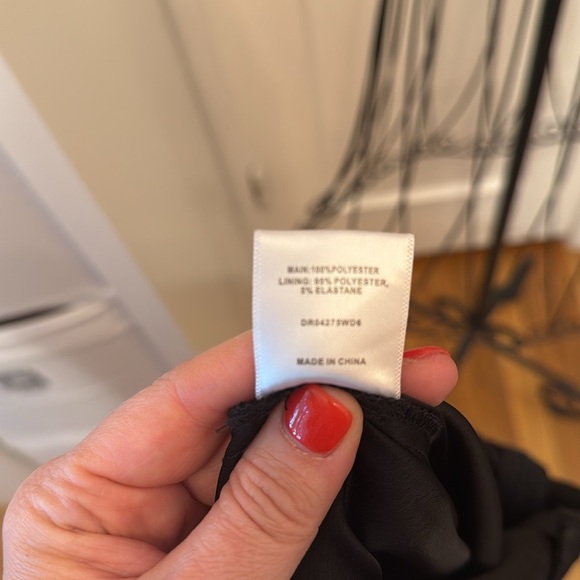 MAIN:100%POLYESTER
LINING: 95% POLYESTER,
5% ELASTANE
DR04275WD6
MADE IN CHINA